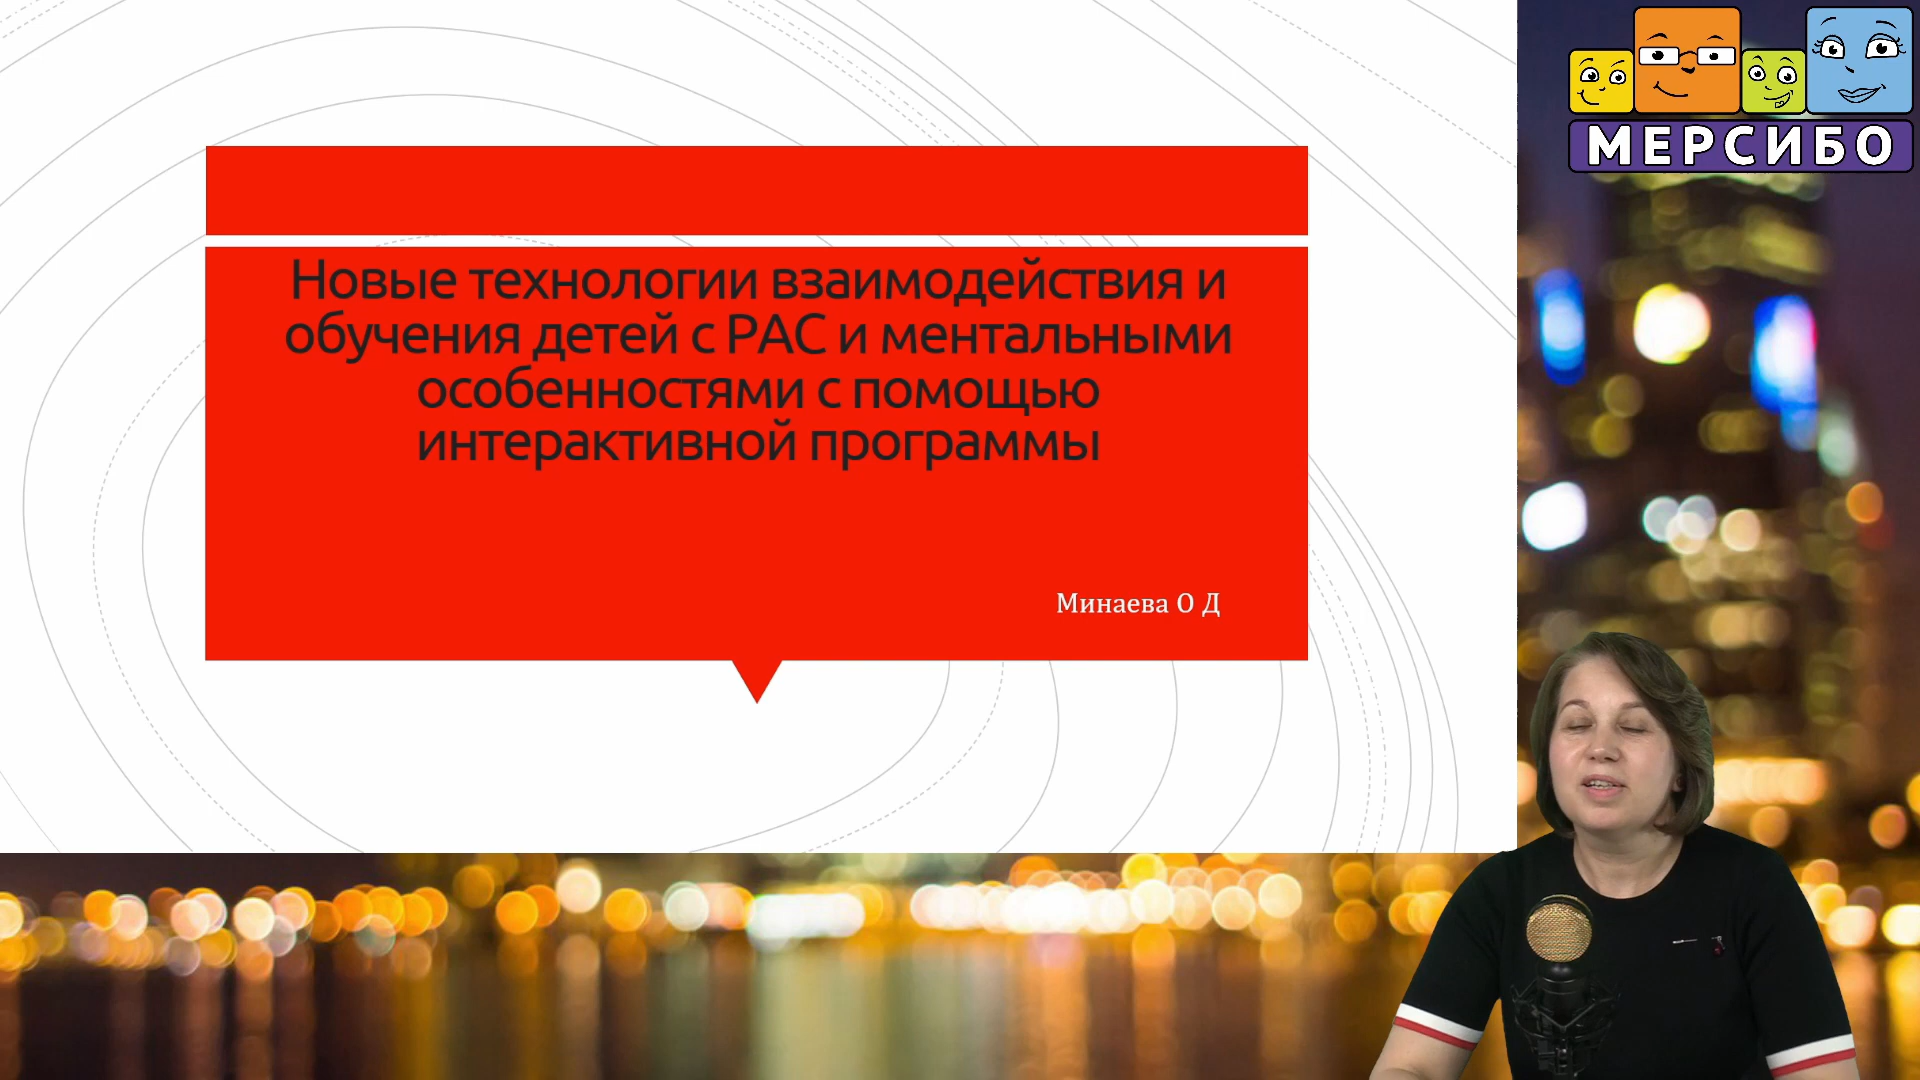 Новые технологии взаимодействия и
обучения детей с РАС и ментальными
особенностями с помощью
интерактивной программы
Минаева О Д
МЕРСИБО